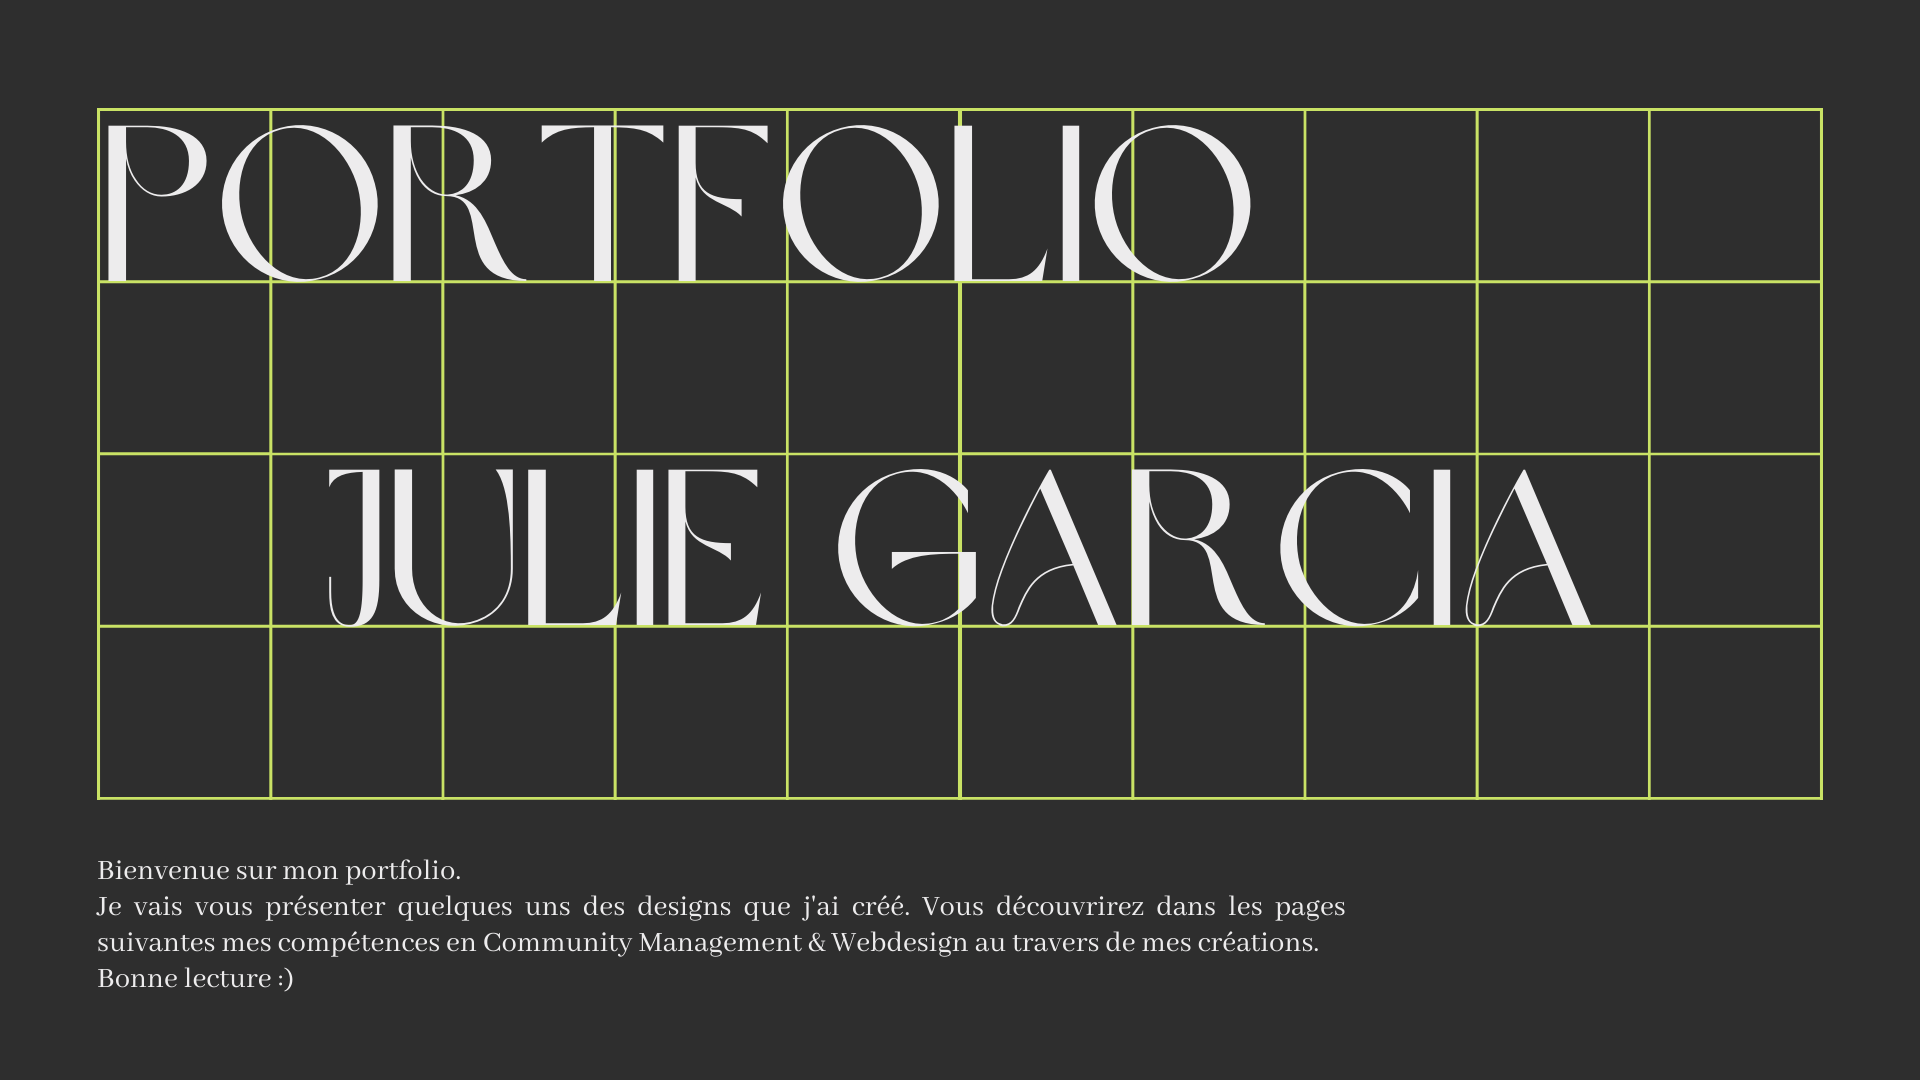 PORTFOLIO
JULIE GARCIA
Bienvenue sur mon portfolio.
Je vais vous présenter quelques uns des designs que j'ai créé. Vous découvrirez dans les pages
suivantes mes compétences en Community Management & Webdesign au travers de mes créations.
Bonne lecture :)